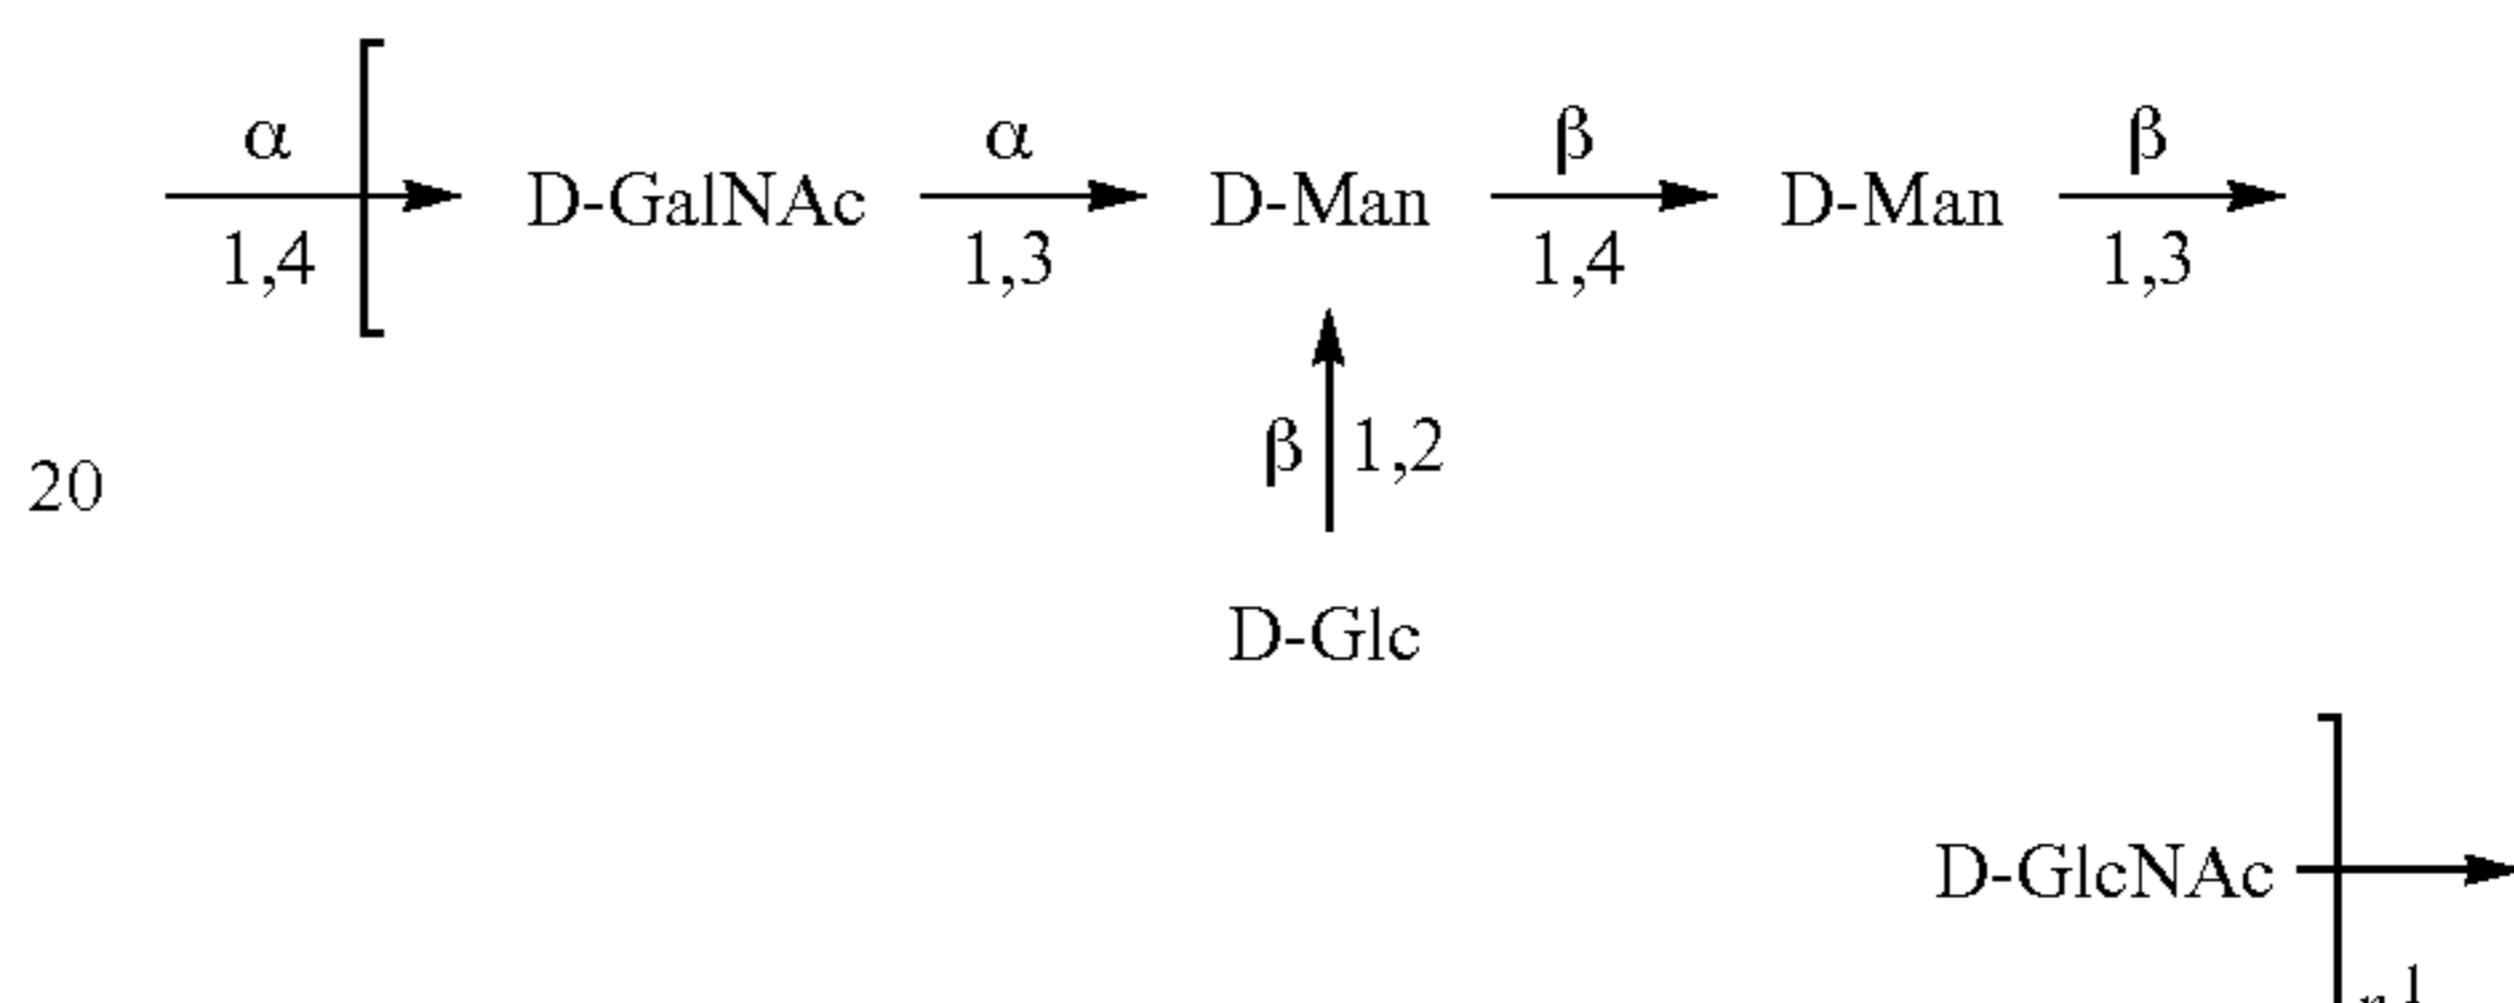 α α β β
D-GalNAc D-Man D-Man
1,4 1,3 1,4 1,3
β 1,2
20
D-Glc
D-GlcNAc